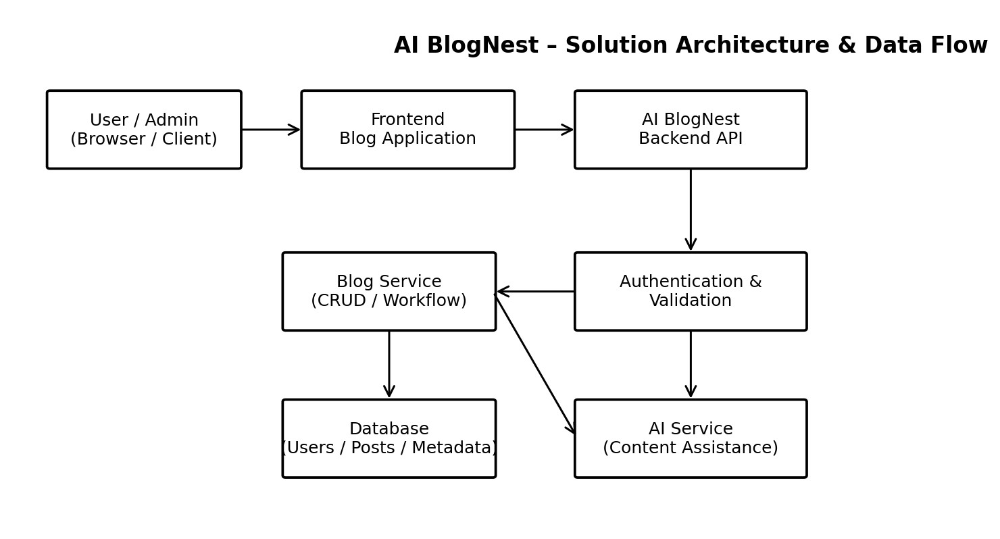 AI BlogNest – Solution Architecture & Data Flow
User / Admin
(Browser / Client)
Frontend
Blog Application
AI BlogNest
Backend API
Blog Service
(CRUD / Workflow)
Authentication &
Validation
Database
(Users / Posts / Metadata)
AI Service
(Content Assistance)